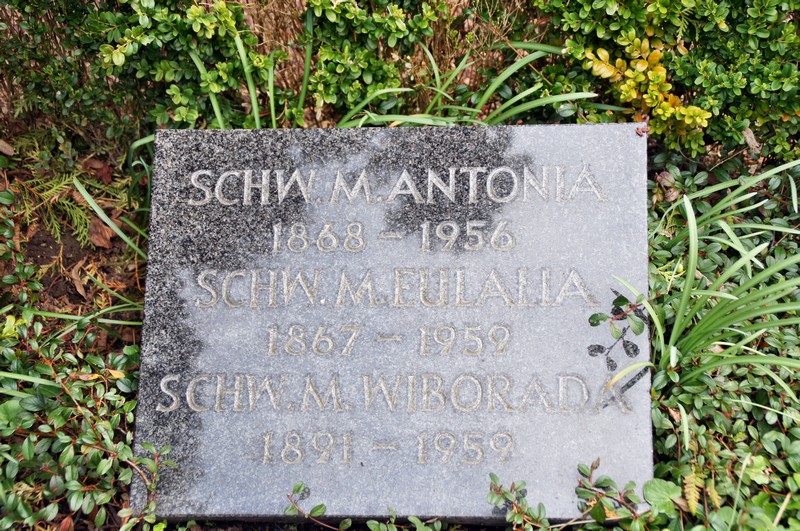 SCHW. M. ANTONIA
1868 – 1956
SCHW. M. EULALIA
1867 – 1959
SCHW. M. WIBORADA
1891 – 1959